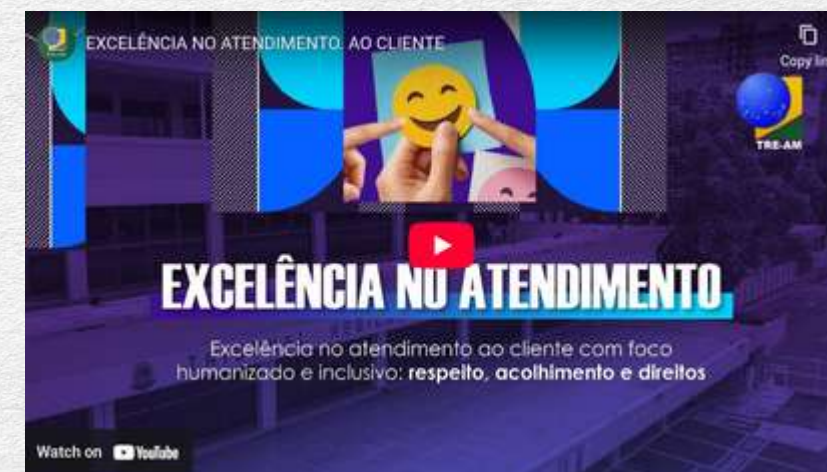 EXCELÊNCIA NO ATENDIMENTO. AO CLIENTE
Copy
TRE-AM
EXCELÊNCIA NO ATENDIMENTO
Excelência no atendimento ao cliente com foco
humanizado e inclusivo: respeito, acolhimento e direitos
Watch on YouTube